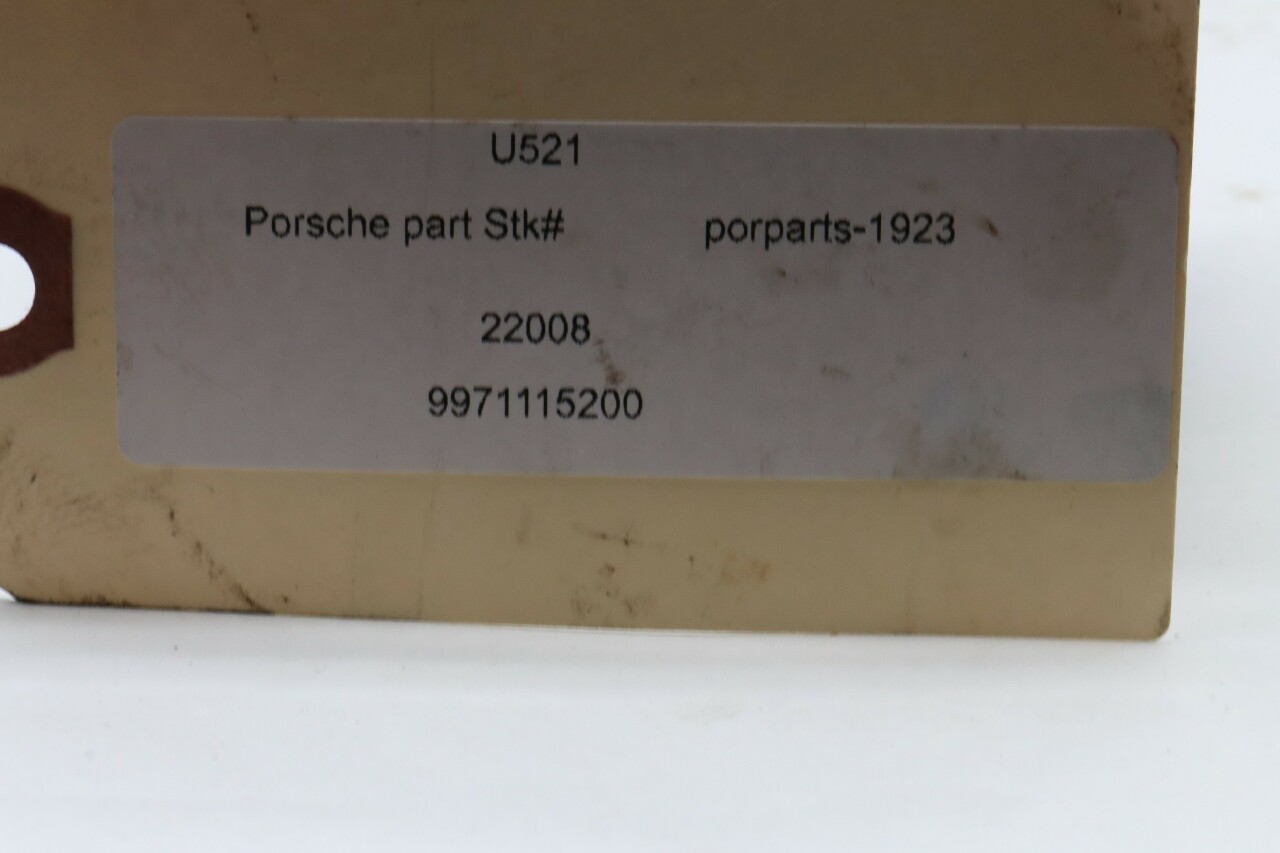 U521
Porsche part Stk# porparts-1923
22008
9971115200